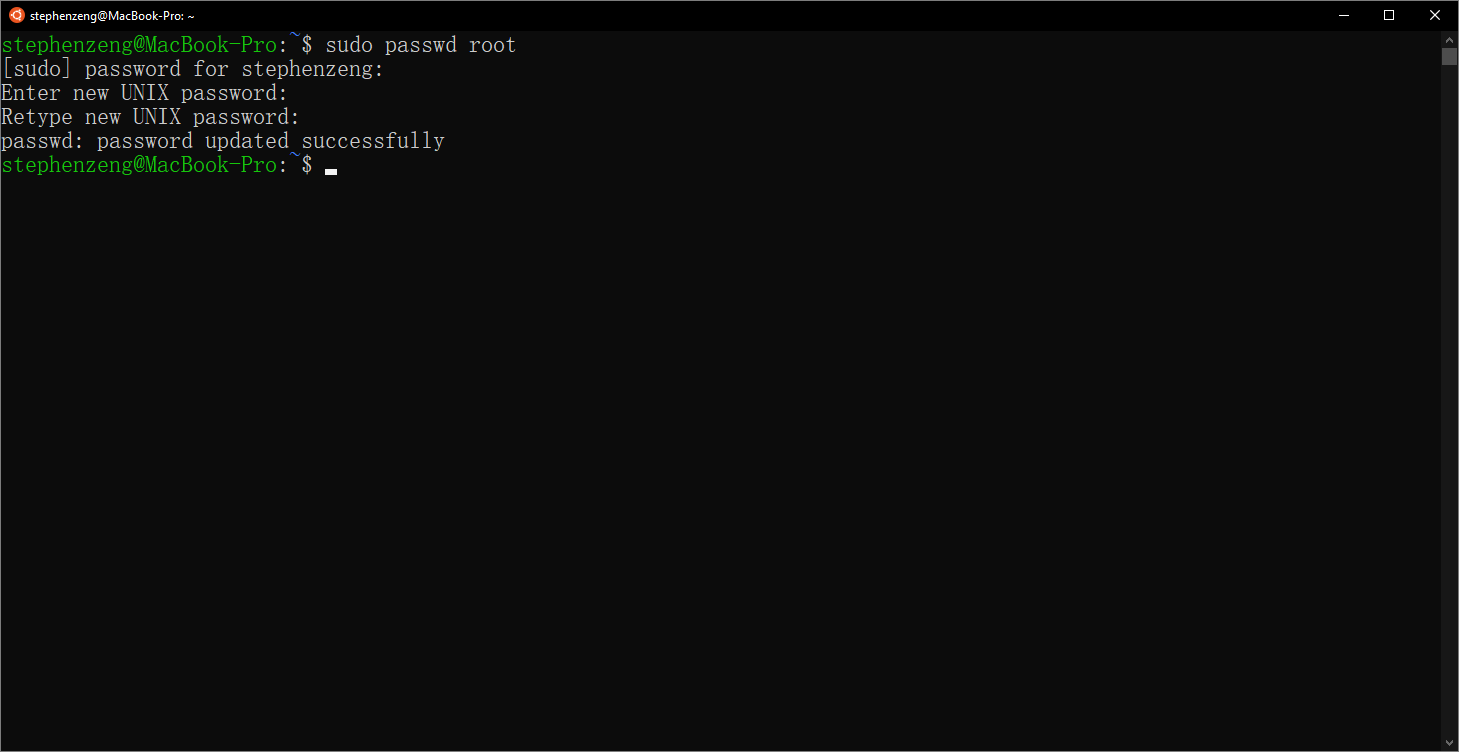 stephenzeng@MacBook-Pro: ~
stephenzeng@MacBook-Pro:~$ sudo passwd root
[sudo] password for stephenzeng:
Enter new UNIX password:
Retype new UNIX password:
passwd: password updated successfully
stephenzeng@MacBook-Pro:~$